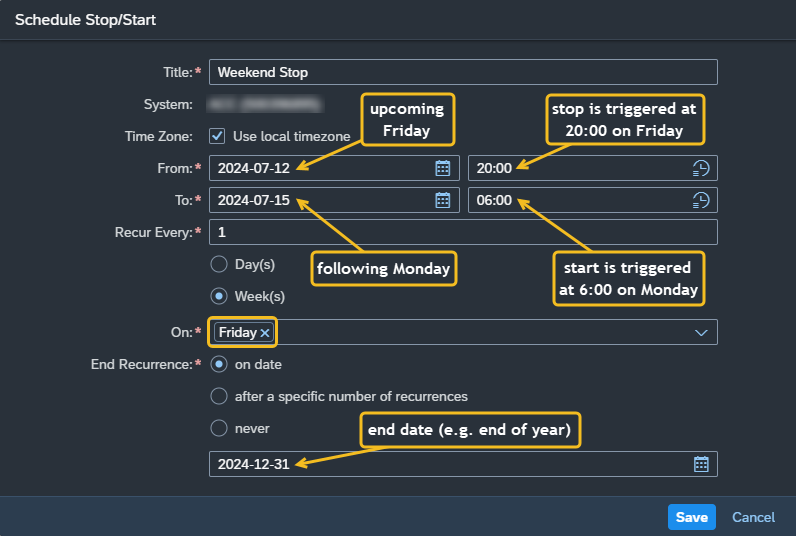 Schedule Stop/Start
Title:* Weekend Stop
System:
upcoming
Friday
stop is triggered at
20:00 on Friday
Time Zone: Use local timezone
From:* 2024-07-12 20:00
To:* 2024-07-15 06:00
Recur Every:* 1
following Monday
start is triggered
at 6:00 on Monday
Day(s)
Week(s)
On:* Friday ×
End Recurrence:* on date
after a specific number of recurrences
never
end date (e.g. end of year)
2024-12-31
Save Cancel